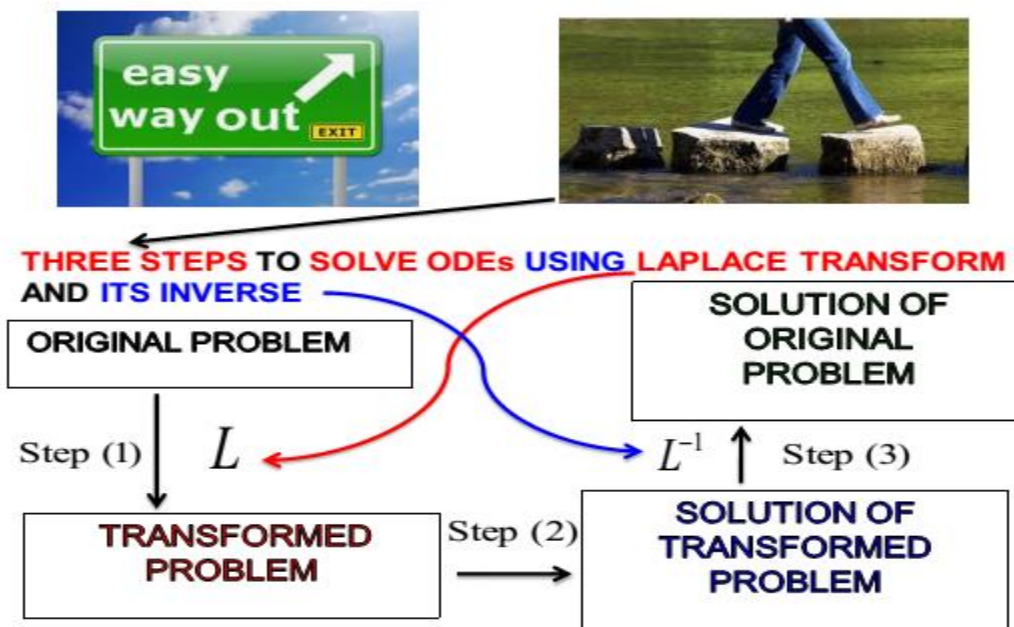 easy
way out
EXIT
THREE STEPS TO SOLVE ODEs USING LAPLACE TRANSFORM
AND ITS INVERSE
ORIGINAL PROBLEM
SOLUTION OF
ORIGINAL
PROBLEM
Step (1)
L
L⁻¹
Step (3)
TRANSFORMED
PROBLEM
Step (2)
SOLUTION OF
TRANSFORMED
PROBLEM